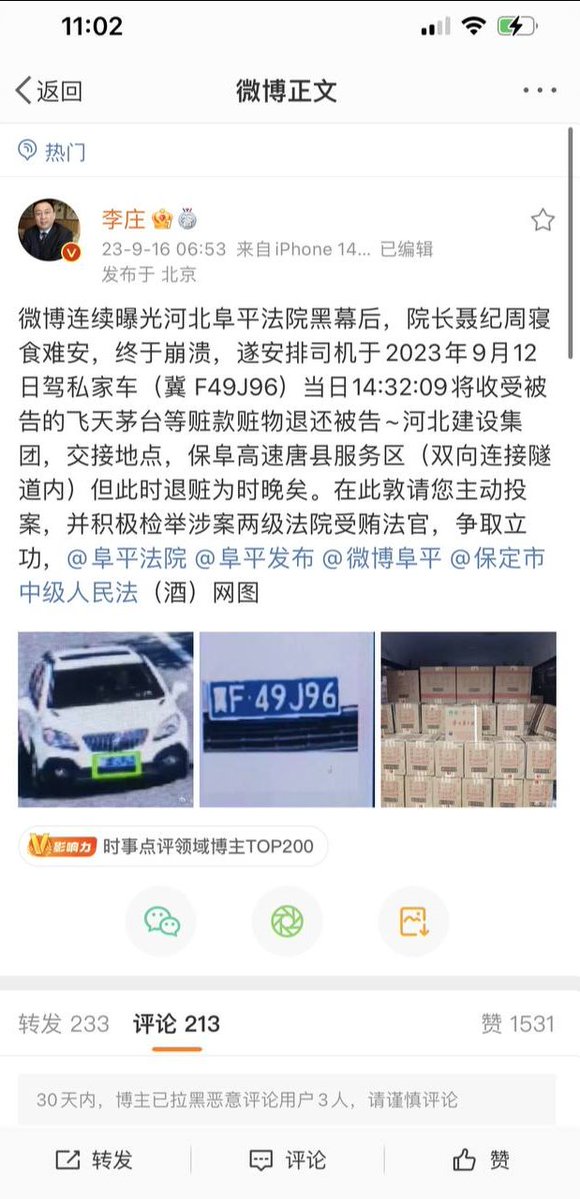 11:02
返回
微博正文
热门
李庄
23-9-16 06:53 来自iPhone 14... 已编辑
发布于 北京
微博连续曝光河北阜平法院黑幕后，院长聂纪周寝
食难安，终于崩溃，遂安排司机于2023年9月12
日驾私家车（冀 F49J96）当日14:32:09将收受被
告的飞天茅台等赃款赃物退还被告~河北建设集
团，交接地点，保阜高速唐县服务区（双向连接隧
道内）但此时退赃为时晚矣。在此敦请您主动投
案，并积极检举涉案两级法院受贿法官，争取立
功，@阜平法院 @阜平发布 @微博阜平 @保定市
中级人民法（酒）网图
冀F·49J96
影响力 时事点评领域博主TOP200
转发 233 评论 213 赞 1531
30天内，博主已拉黑恶意评论用户3人，请谨慎评论
转发 评论 赞